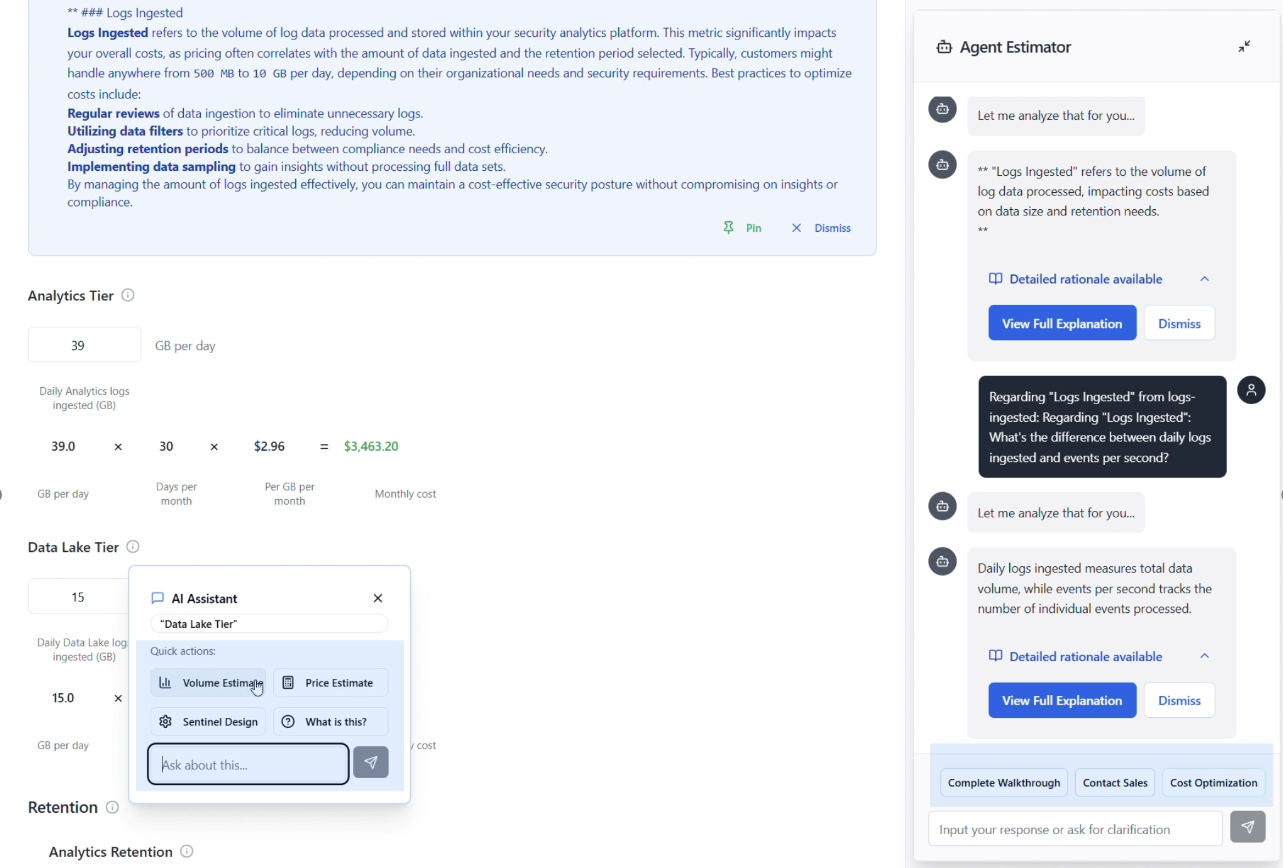 ** ### Logs Ingested
Logs Ingested refers to the volume of log data processed and stored within your security analytics platform. This metric significantly impacts
your overall costs, as pricing often correlates with the amount of data ingested and the retention period selected. Typically, customers might
handle anywhere from 500 MB to 10 GB per day, depending on their organizational needs and security requirements. Best practices to optimize
costs include:
Regular reviews of data ingestion to eliminate unnecessary logs.
Utilizing data filters to prioritize critical logs, reducing volume.
Adjusting retention periods to balance between compliance needs and cost efficiency.
Implementing data sampling to gain insights without processing full data sets.
By managing the amount of logs ingested effectively, you can maintain a cost-effective security posture without compromising on insights or
compliance.
Pin
Dismiss
Analytics Tier
39 GB per day
Daily Analytics logs
ingested (GB)
39.0 × 30 × $2.96 = $3,463.20
GB per day
Days per
month
Per GB per
month
Monthly cost
Data Lake Tier
15
Daily Data Lake log
ingested (GB)
15.0 ×
GB per day
cost
AI Assistant
"Data Lake Tier"
Quick actions:
Volume Estimate
Price Estimate
Sentinel Design
What is this?
Ask about this...
Retention
Analytics Retention
Agent Estimator
Let me analyze that for you...
** "Logs Ingested" refers to the volume of
log data processed, impacting costs based
on data size and retention needs.
**
Detailed rationale available
View Full Explanation
Dismiss
Regarding "Logs Ingested" from logs-
ingested: Regarding "Logs Ingested":
What's the difference between daily logs
ingested and events per second?
Let me analyze that for you...
Daily logs ingested measures total data
volume, while events per second tracks the
number of individual events processed.
Detailed rationale available
View Full Explanation
Dismiss
Complete Walkthrough
Contact Sales
Cost Optimization
Input your response or ask for clarification